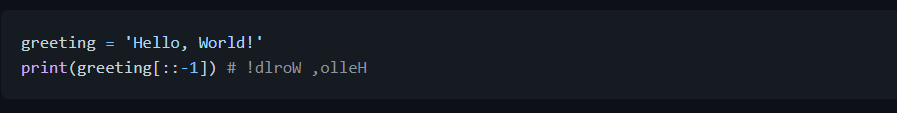 greeting = 'Hello, World!'
print(greeting[::-1]) # !dlroW ,olleH